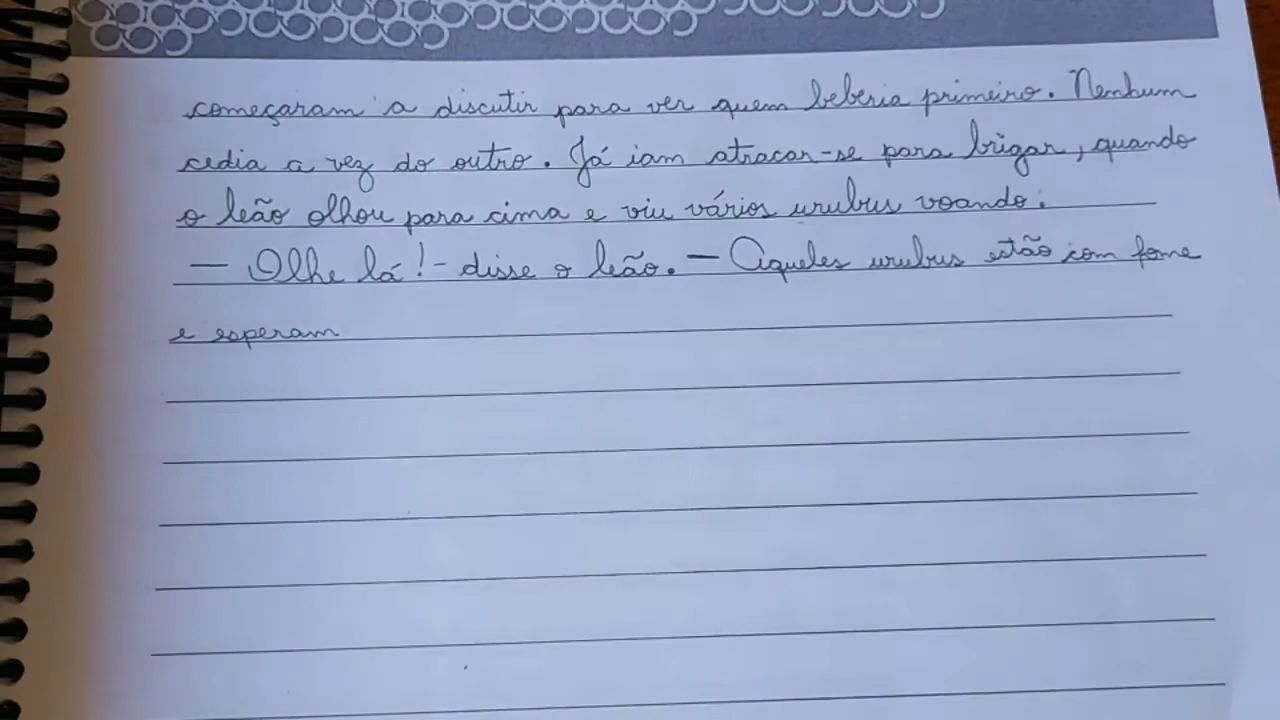 começaram a discutir para ver quem beberia primeiro. Nenhum
cedia a vez do outro. Já iam atracar-se para brigar, quando
o leão olhou para cima e viu vários urubus voando.
— Olhe lá! - disse o leão. — Aqueles urubus estão com fome
e esperam